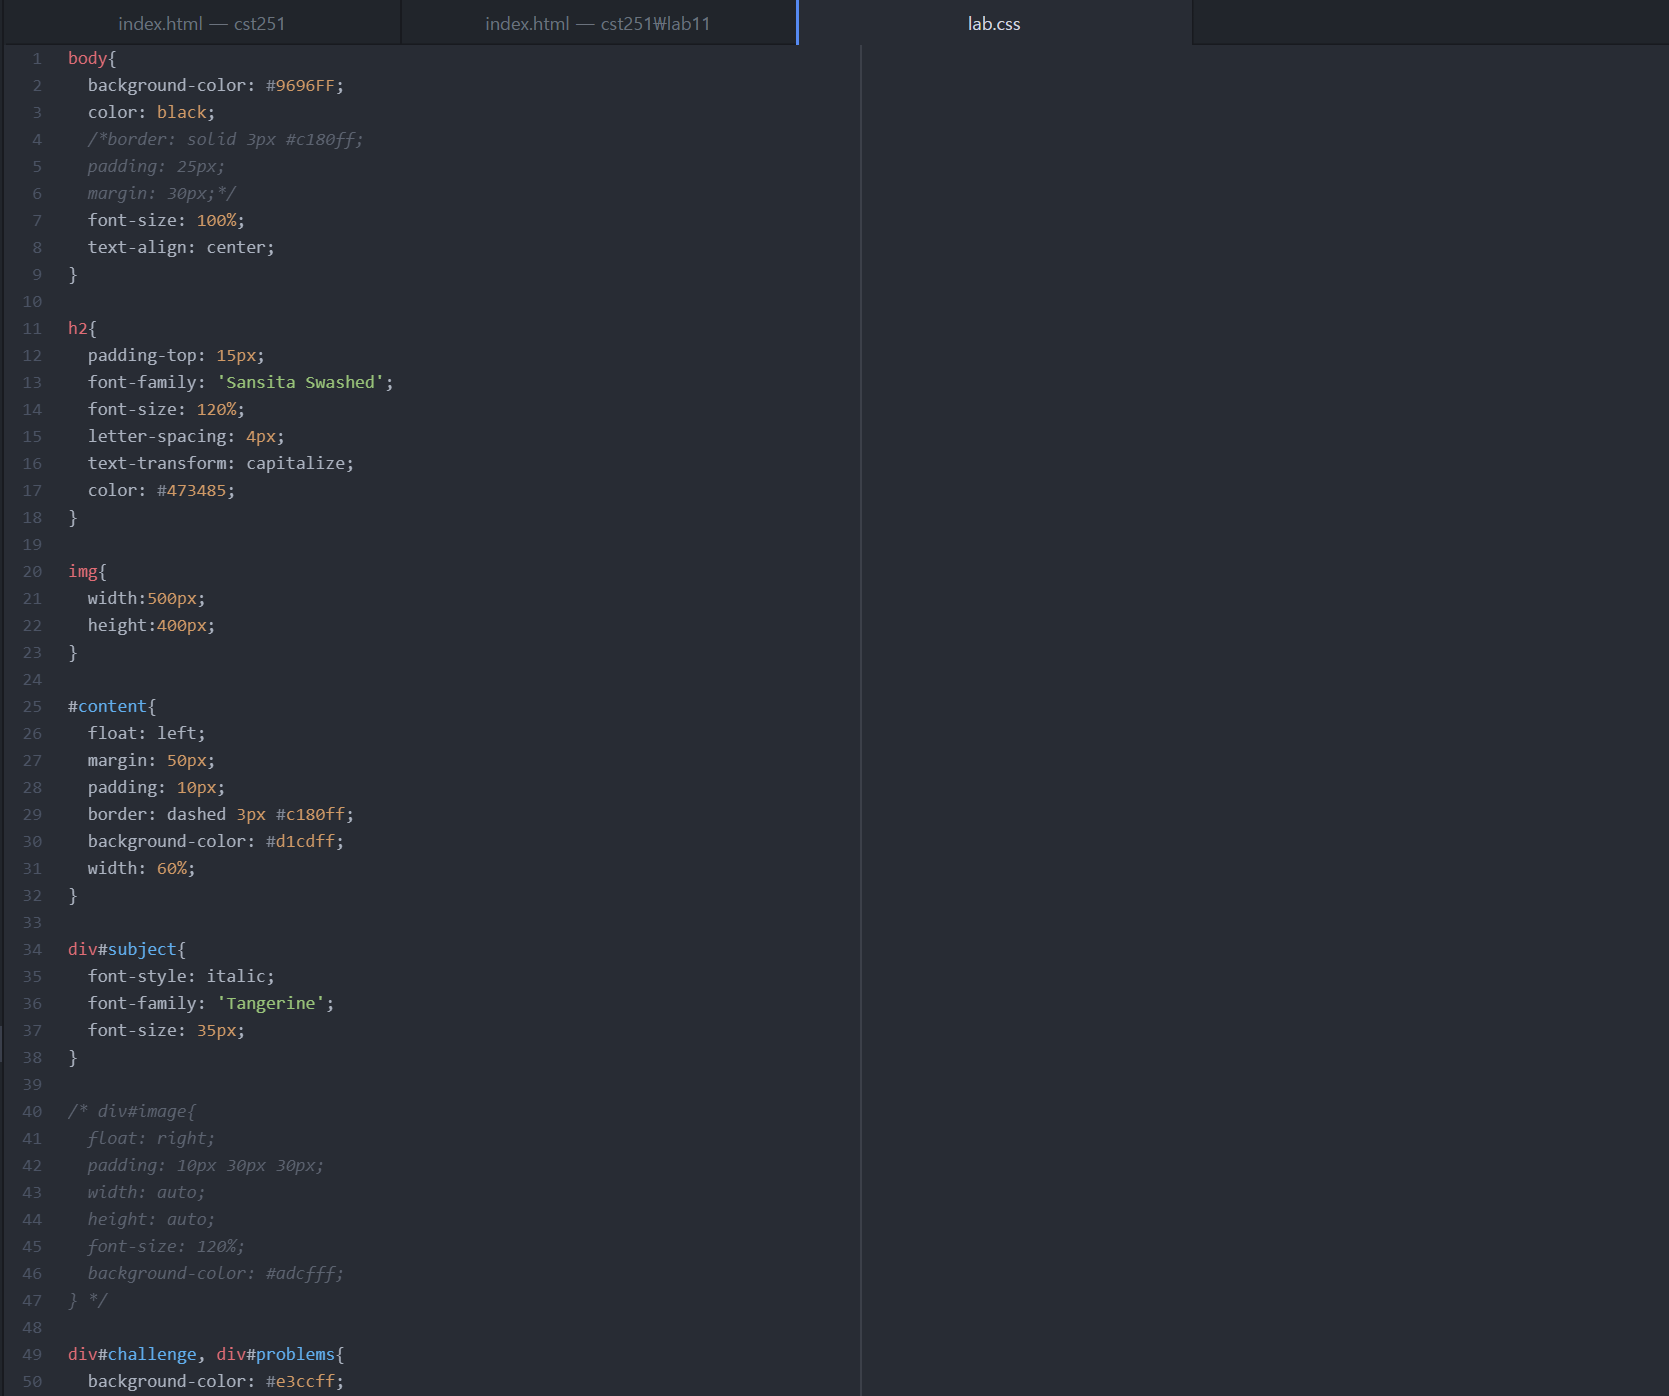 index.html — cst251 index.html — cst251₩lab11 lab.css
1 body{
2   background-color: #9696FF;
3   color: black;
4   /*border: solid 3px #c180ff;
5   padding: 25px;
6   margin: 30px;*/
7   font-size: 100%;
8   text-align: center;
9 }
10
11 h2{
12   padding-top: 15px;
13   font-family: 'Sansita Swashed';
14   font-size: 120%;
15   letter-spacing: 4px;
16   text-transform: capitalize;
17   color: #473485;
18 }
19
20 img{
21   width:500px;
22   height:400px;
23 }
24
25 #content{
26   float: left;
27   margin: 50px;
28   padding: 10px;
29   border: dashed 3px #c180ff;
30   background-color: #d1cdff;
31   width: 60%;
32 }
33
34 div#subject{
35   font-style: italic;
36   font-family: 'Tangerine';
37   font-size: 35px;
38 }
39
40 /* div#image{
41   float: right;
42   padding: 10px 30px 30px;
43   width: auto;
44   height: auto;
45   font-size: 120%;
46   background-color: #adcfff;
47 } */
48
49 div#challenge, div#problems{
50   background-color: #e3ccff;